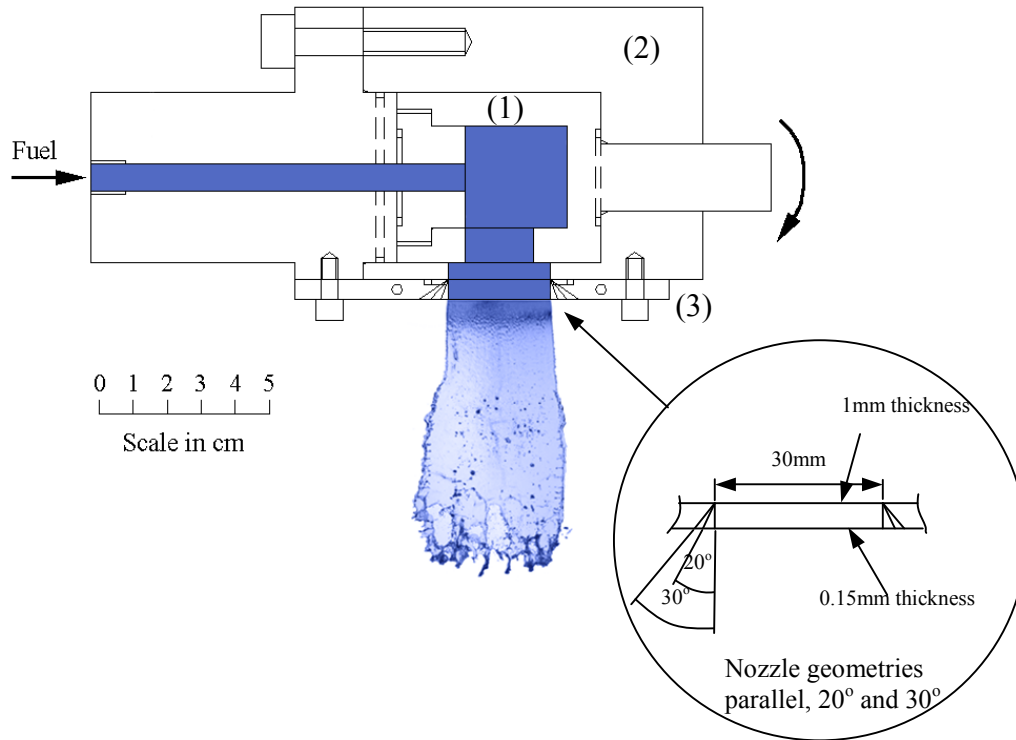 (2)
(1)
Fuel
(3)
0 1 2 3 4 5
Scale in cm
1mm thickness
30mm
20°
30°
0.15mm thickness
Nozzle geometries
parallel, 20° and 30°